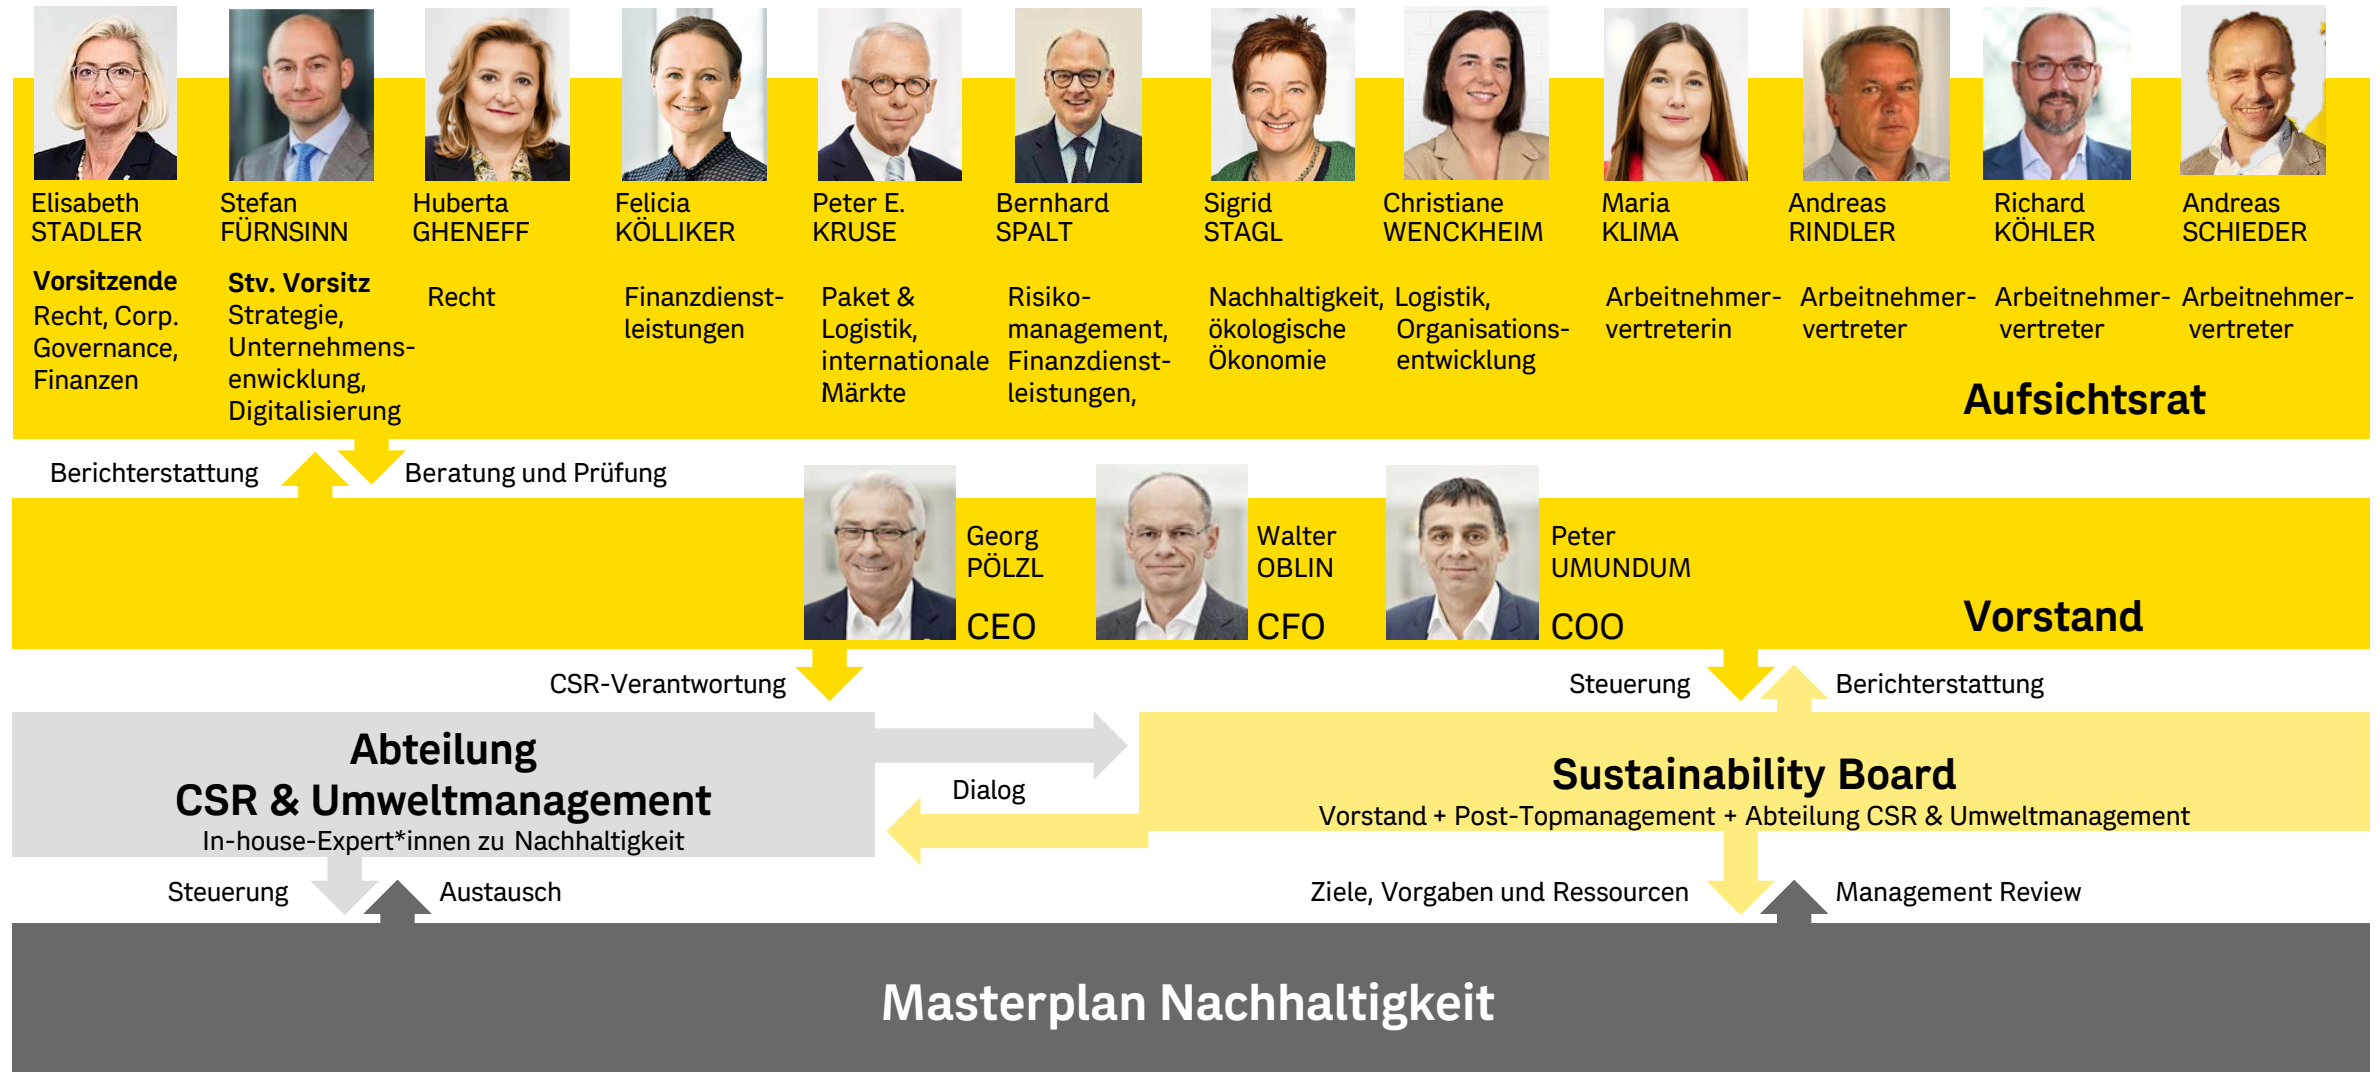 Elisabeth
STADLER
Vorsitzende
Recht, Corp.
Governance,
Finanzen
Stefan
FÜRNSINN
Stv. Vorsitz
Strategie,
Unternehmens-
enwicklung,
Digitalisierung
Huberta
GHENEFF
Recht
Felicia
KÖLLIKER
Finanzdienst-
leistungen
Peter E.
KRUSE
Paket &
Logistik,
internationale
Märkte
Bernhard
SPALT
Risiko-
management,
Finanzdienst-
leistungen,
Sigrid
STAGL
Nachhaltigkeit,
ökologische
Ökonomie
Christiane
WENCKHEIM
Logistik,
Organisations-
entwicklung
Maria
KLIMA
Arbeitnehmer-
vertreterin
Andreas
RINDLER
Arbeitnehmer-
vertreter
Richard
KÖHLER
Arbeitnehmer-
vertreter
Andreas
SCHIEDER
Arbeitnehmer-
vertreter
Aufsichtsrat
Berichterstattung
Beratung und Prüfung
Georg
PÖLZL
CEO
Walter
OBLIN
CFO
Peter
UMUNDUM
COO
Vorstand
CSR-Verantwortung
Steuerung
Berichterstattung
Abteilung
CSR & Umweltmanagement
In-house-Expert*innen zu Nachhaltigkeit
Dialog
Sustainability Board
Vorstand + Post-Topmanagement + Abteilung CSR & Umweltmanagement
Steuerung
Austausch
Ziele, Vorgaben und Ressourcen
Management Review
Masterplan Nachhaltigkeit